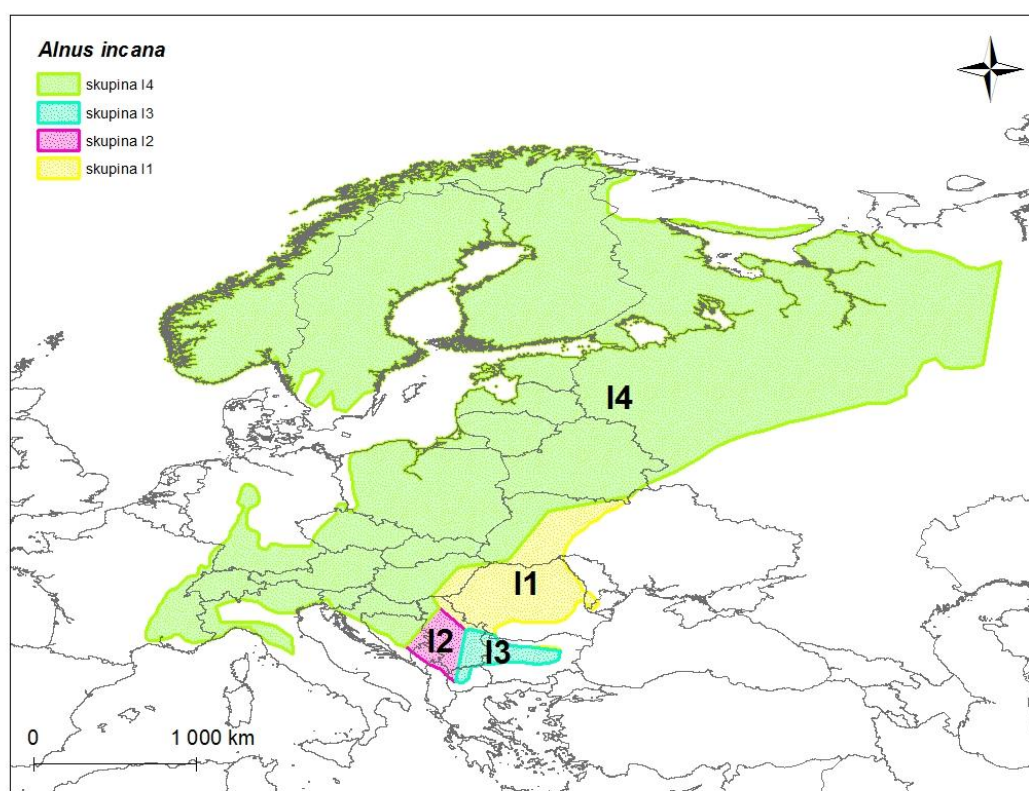 Alnus incana
skupina I4
skupina I3
skupina I2
skupina I1
I4
I1
I2
I3
0 1 000 km